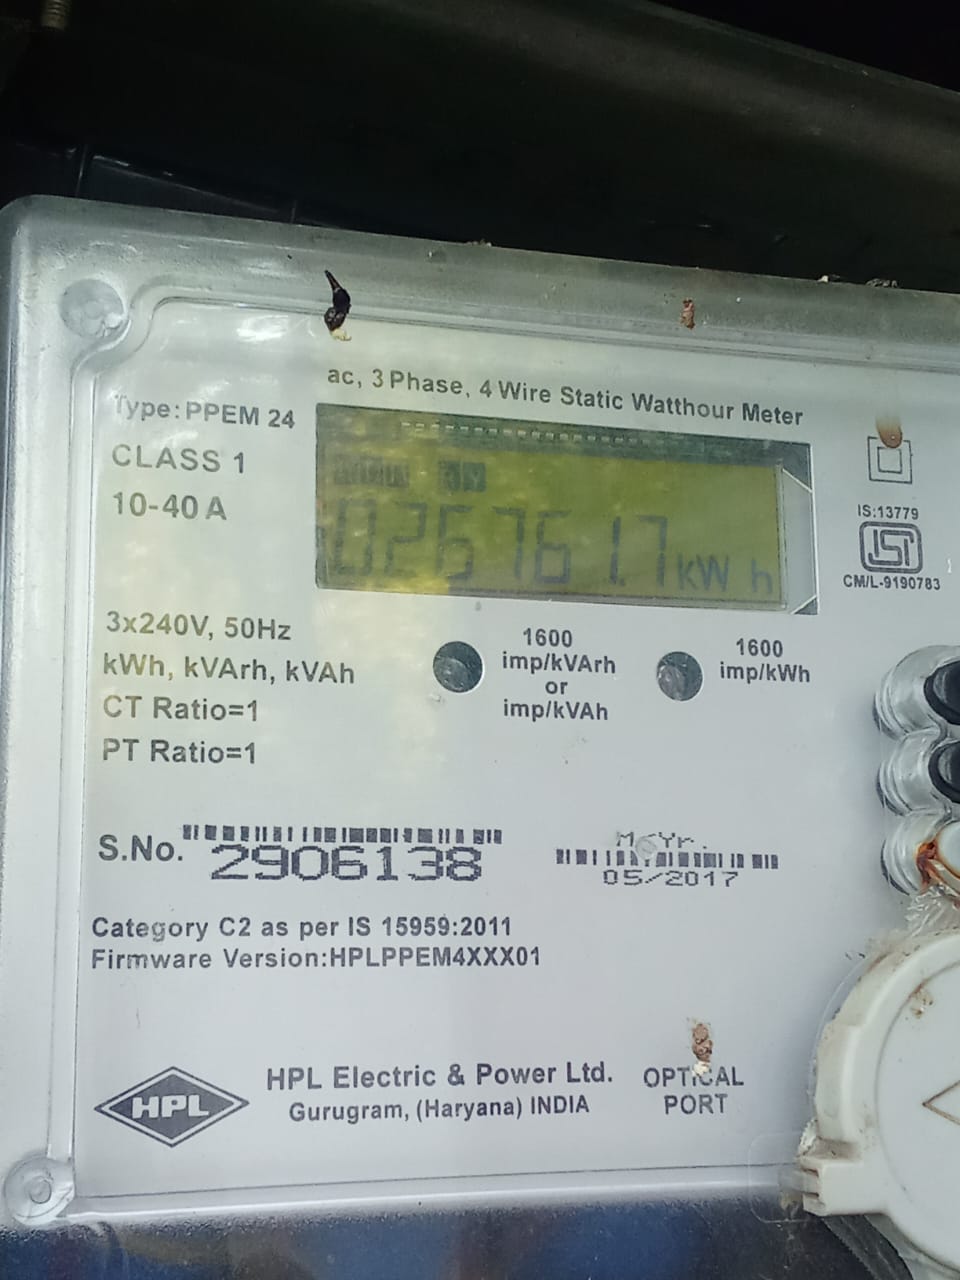 ac, 3 Phase, 4 Wire Static Watthour Meter
Type:PPEM 24
CLASS 1
10-40 A
025761.7 kWh
IS:13779
ISI
CM/L-9190783
3x240V, 50Hz
kWh, kVArh, kVAh
CT Ratio=1
PT Ratio=1
1600
imp/kVArh
or
imp/kVAh
1600
imp/kWh
S.No. 2906138
05/2017
Category C2 as per IS 15959:2011
Firmware Version:HPLPPEM4XXX01
HPL
HPL Electric & Power Ltd.
Gurugram, (Haryana) INDIA
OPTICAL
PORT